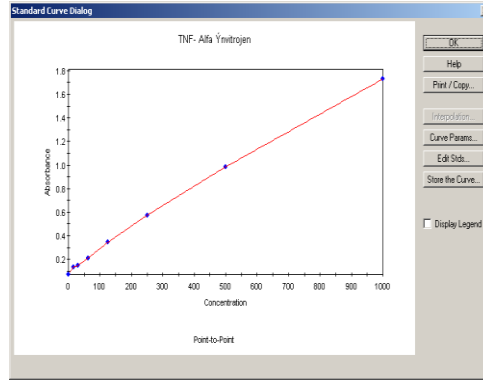 Standard Curve Dialog
TNF- Alfa Ýnvitrojen
1.8
1.6
1.4
1.2
1.0
0.8
0.6
0.4
0.2
Absorbance
0 100 200 300 400 500 600 700 800 900 1000
Concentration
Point-to-Point
OK
Help
Print / Copy...
Interpolation...
Curve Params...
Edit Stds...
Store the Curve...
Display Legend